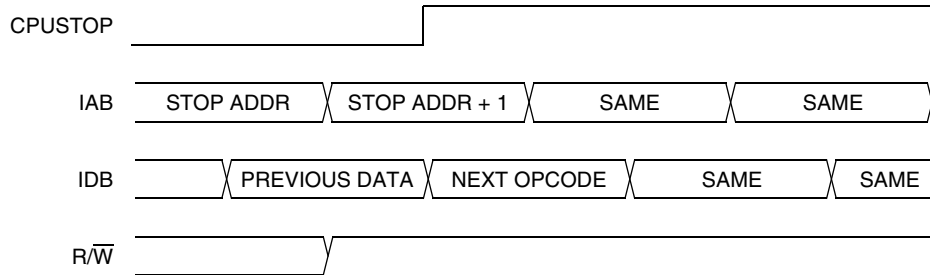 CPUSTOP
IAB STOP ADDR STOP ADDR + 1 SAME SAME
IDB PREVIOUS DATA NEXT OPCODE SAME SAME
R/W̅